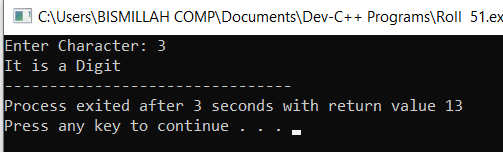 C:\Users\BISMILLAH COMP\Documents\Dev-C++ Programs\Roll  51.ex
Enter Character: 3
It is a Digit
--------------------------------
Process exited after 3 seconds with return value 13
Press any key to continue . . .